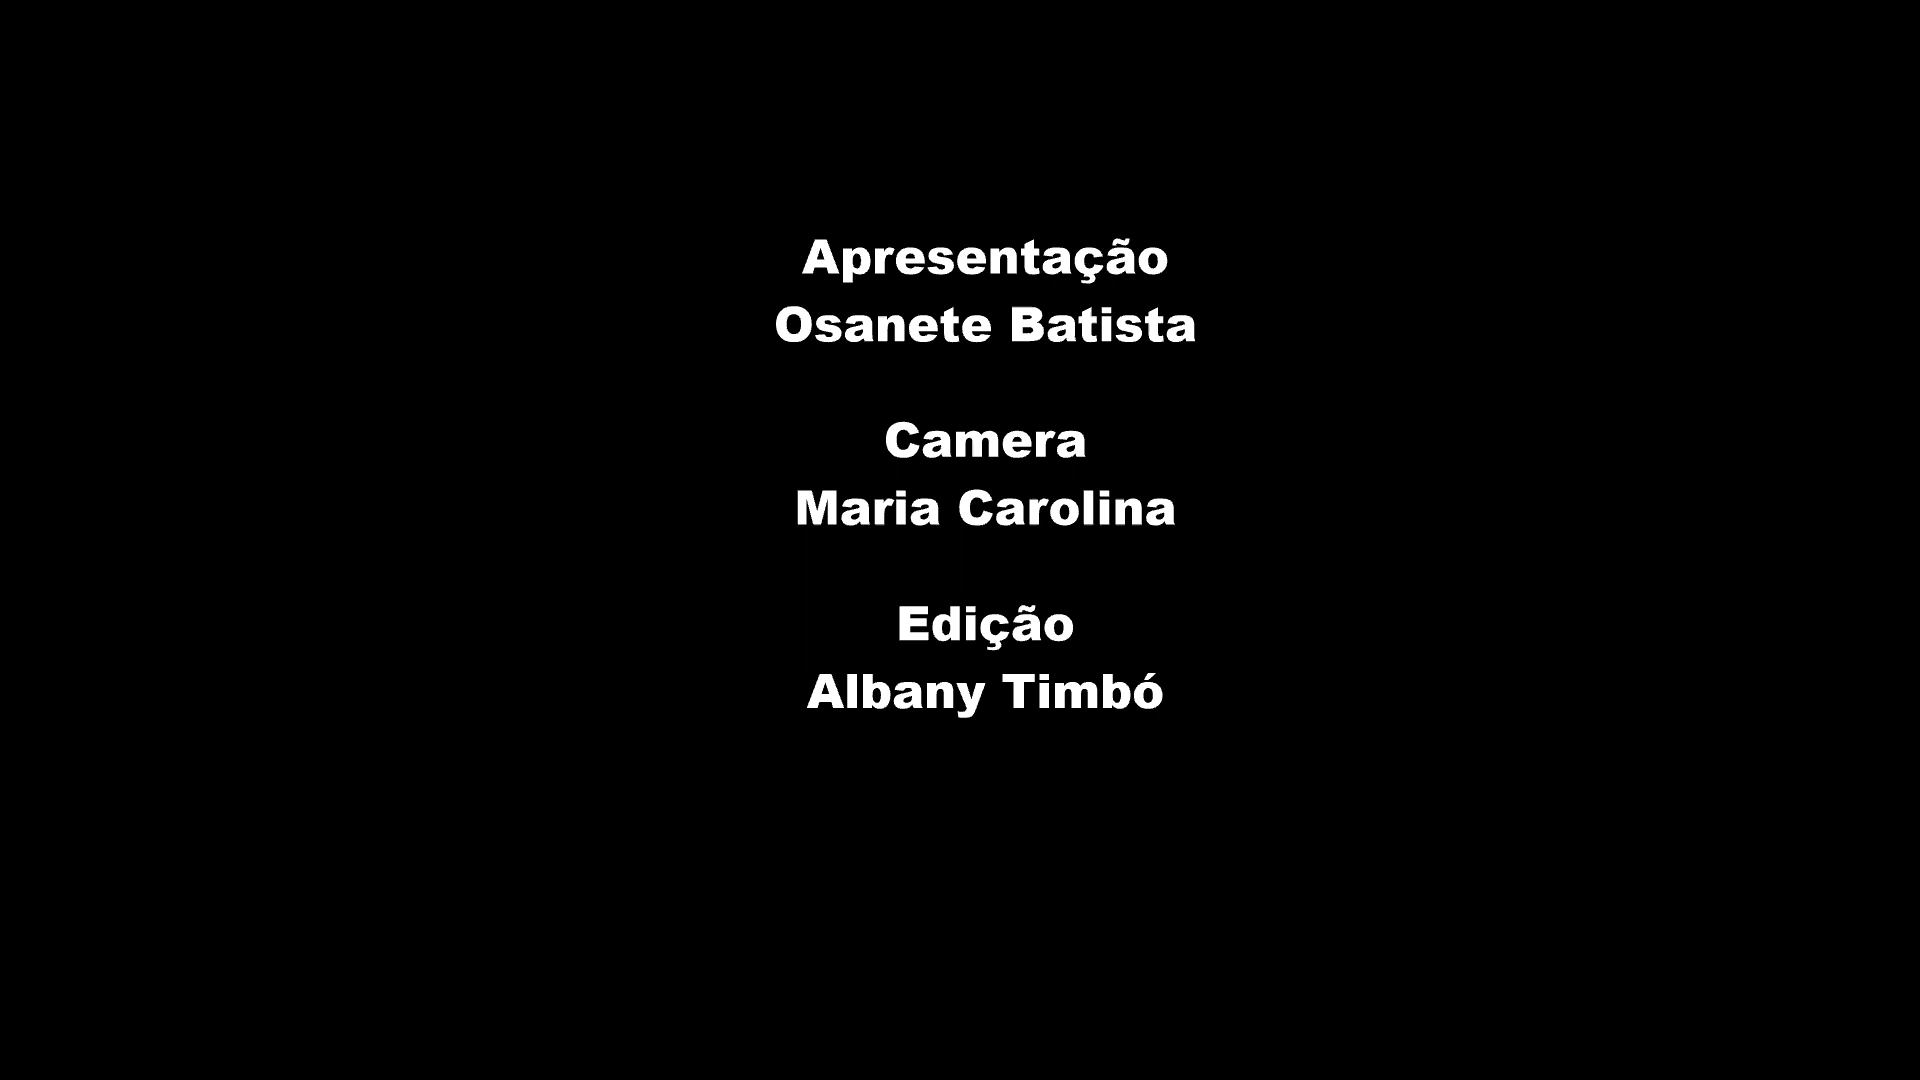 Apresentação
Osanete Batista
Camera
Maria Carolina
Edição
Albany Timbó